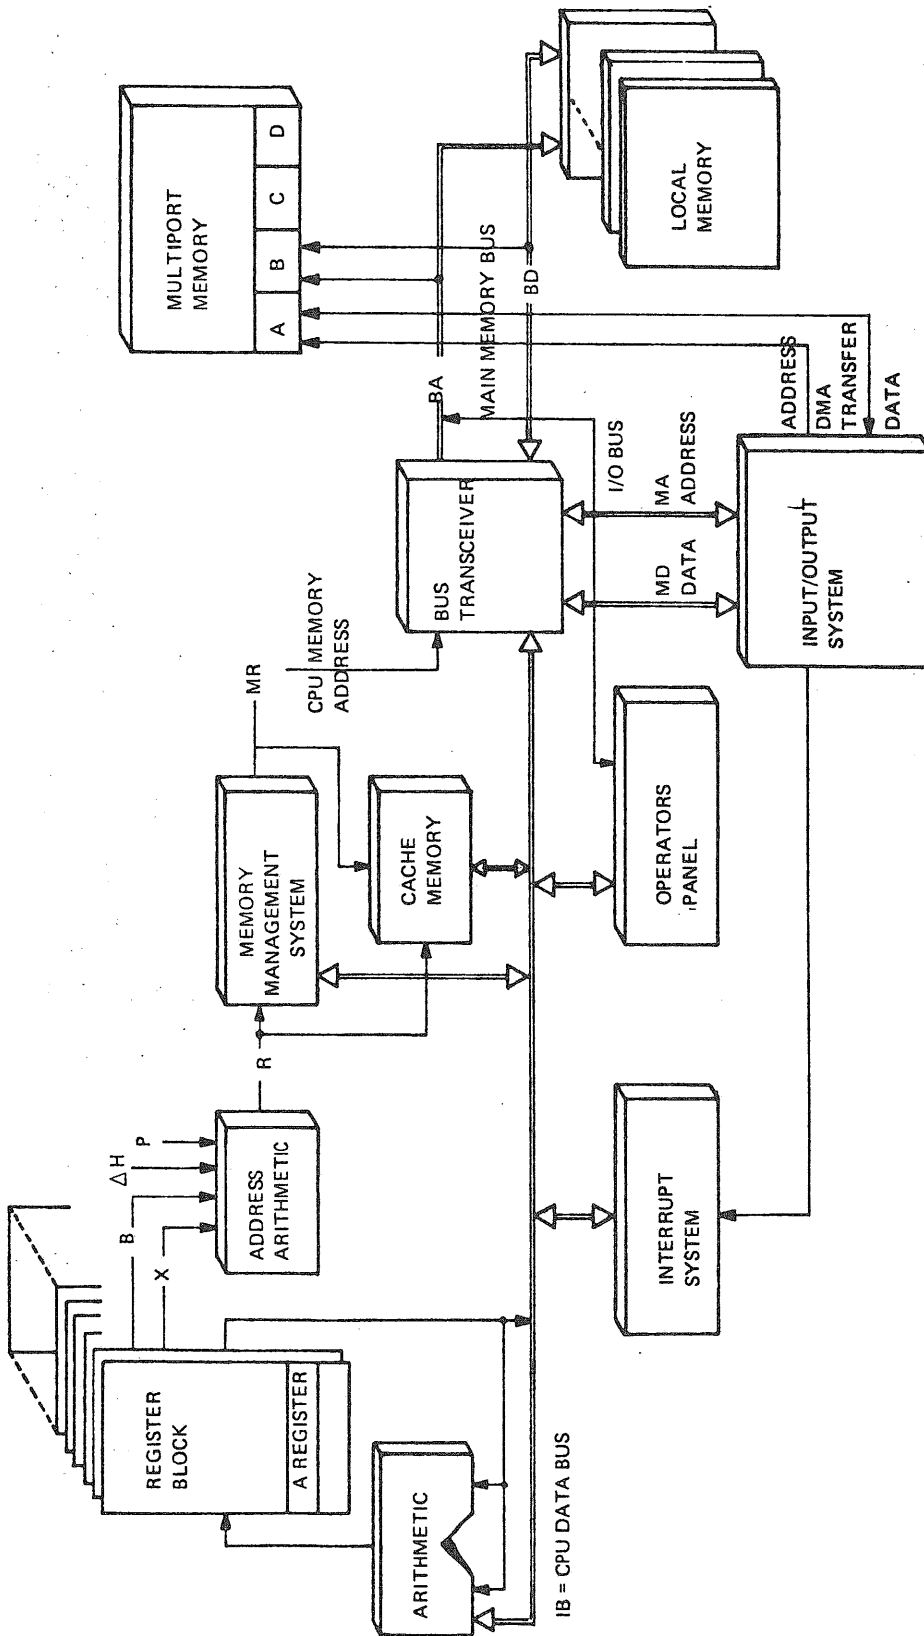 REGISTER
BLOCK
A REGISTER
ARITHMETIC
IB = CPU DATA BUS
B
X
ΔH
P
ADDRESS
ARITHMETIC
R
MEMORY
MANAGEMENT
SYSTEM
MR
CACHE
MEMORY
CPU MEMORY
ADDRESS
INTERRUPT
SYSTEM
OPERATORS
PANEL
BUS
TRANSCEIVER
BA
MAIN MEMORY BUS
BD
I/O BUS
MD
DATA
MA
ADDRESS
INPUT/OUTPUT
SYSTEM
ADDRESS
DMA
TRANSFER
DATA
MULTIPORT
MEMORY
A
B
C
D
LOCAL
MEMORY